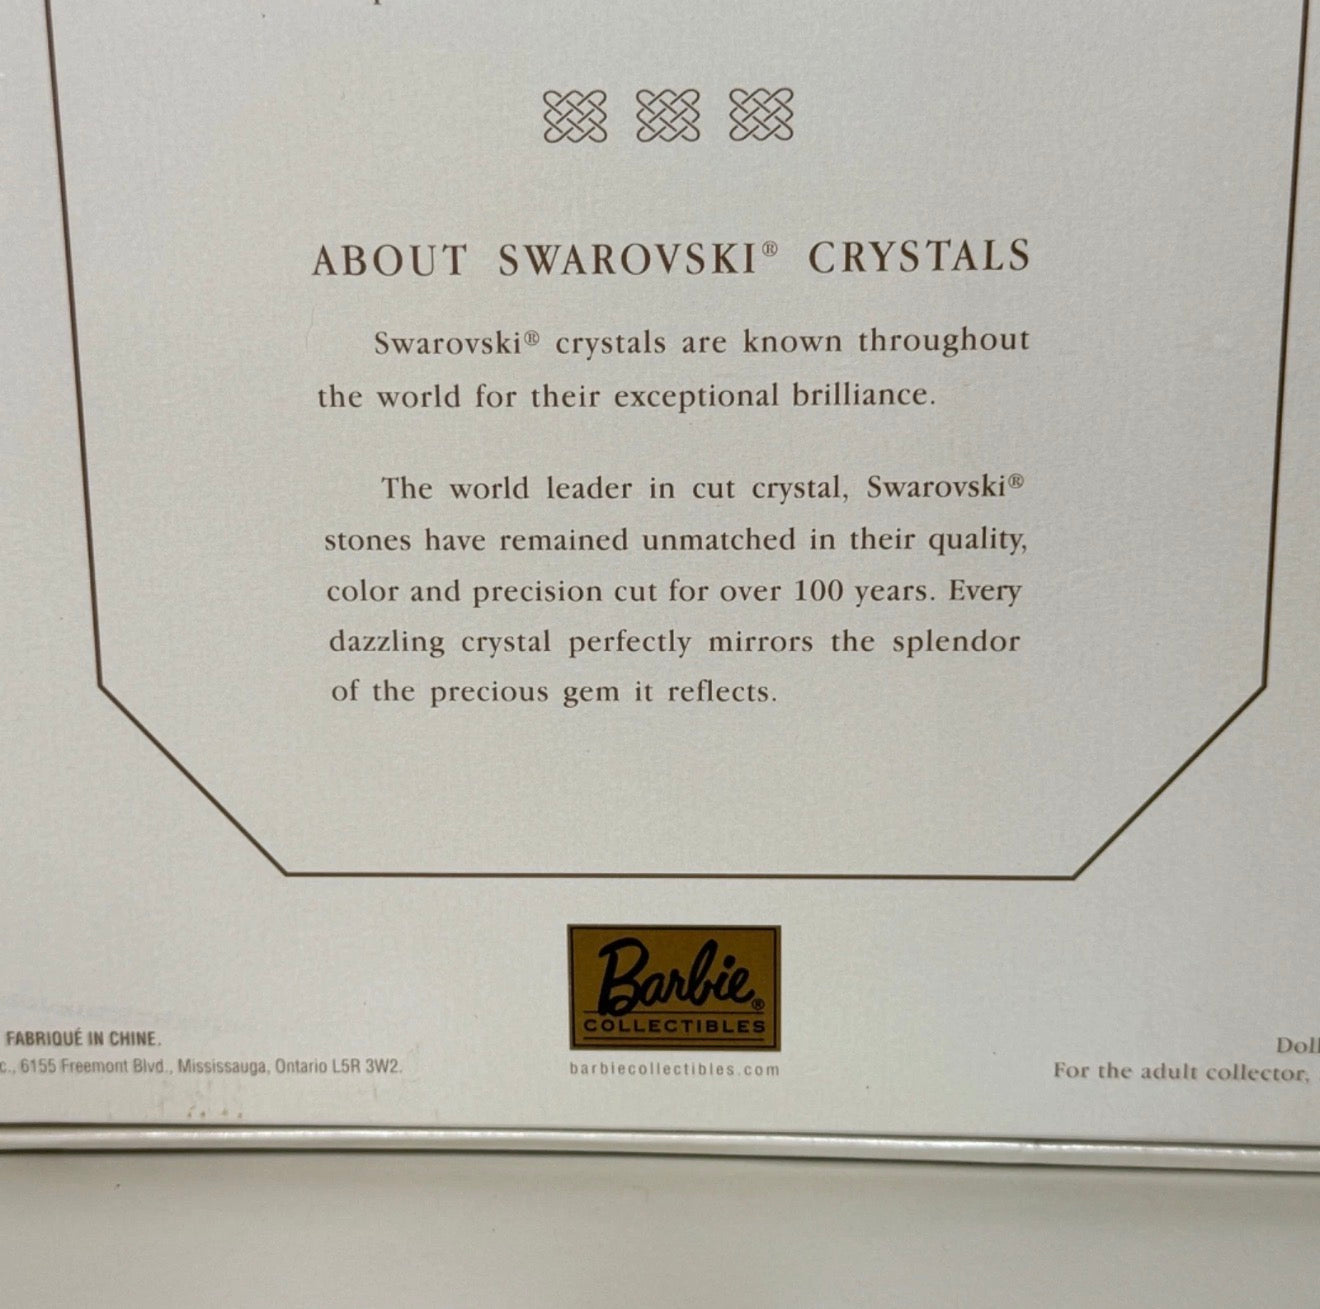 ABOUT SWAROVSKI® CRYSTALS
Swarovski® crystals are known throughout
the world for their exceptional brilliance.
The world leader in cut crystal, Swarovski®
stones have remained unmatched in their quality,
color and precision cut for over 100 years. Every
dazzling crystal perfectly mirrors the splendor
of the precious gem it reflects.
Barbie®
COLLECTIBLES
barbiecollectibles.com
FABRIQUÉ IN CHINE.
c., 6155 Freemont Blvd., Mississauga, Ontario L5R 3W2.
Doll
For the adult collector,